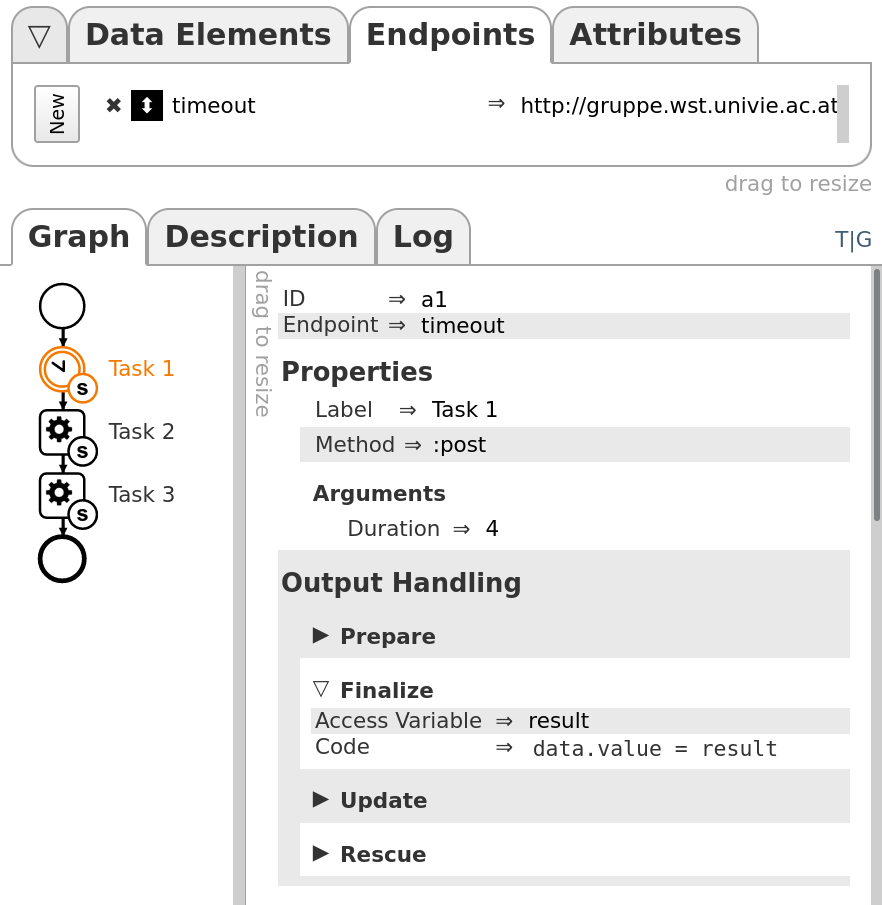 ▽ Data Elements Endpoints Attributes
New ✖ ⬍ timeout ⇒ http://gruppe.wst.univie.ac.at
drag to resize
Graph Description Log T|G
drag to resize
Task 1
S
Task 2
S
Task 3
S
ID ⇒ a1
Endpoint ⇒ timeout
Properties
Label ⇒ Task 1
Method ⇒ :post
Arguments
Duration ⇒ 4
Output Handling
▶ Prepare
▽ Finalize
Access Variable ⇒ result
Code ⇒ data.value = result
▶ Update
▶ Rescue